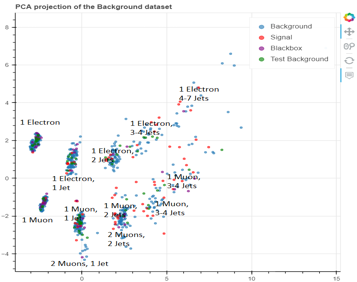 PCA projection of the Background dataset
8
6
4
2
0
−2
−4
0
5
10
15
Background
Signal
Blackbox
Test Background
1 Electron
4-7 Jets
1 Electron
1 Electron,
3-4 Jets
1 Electron,
2 Jets
1 Electron,
1 Jet
1 Muon,
3-4 Jets
1 Muon
1 Muon,
1 Jet
1 Muon,
2 Jets
1 Muon,
3-4 Jets
2 Muons,
2 Jets
2 Muons, 1 Jet